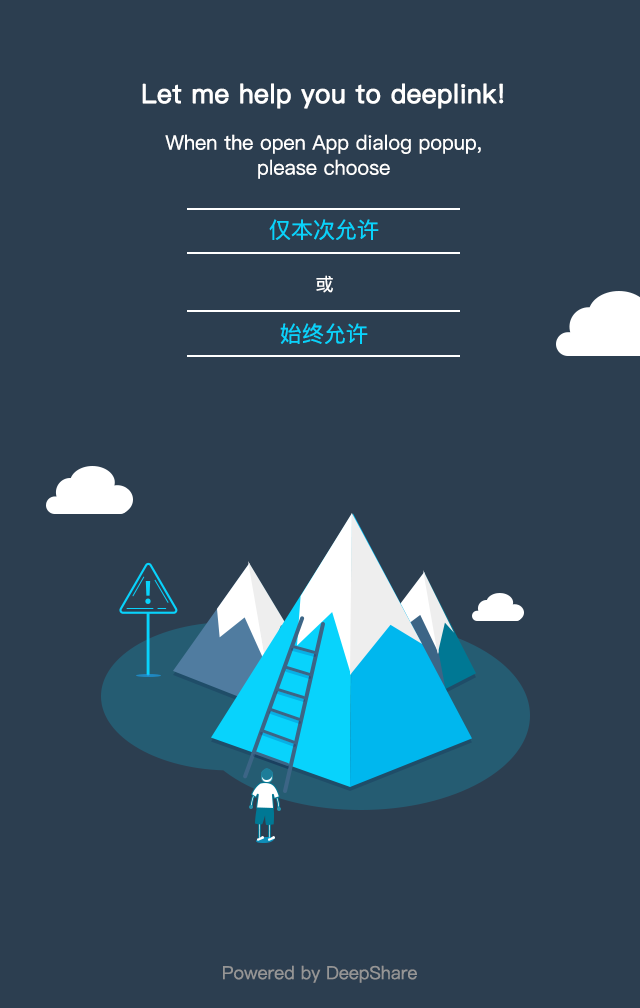 Let me help you to deeplink!
When the open App dialog popup,
please choose
仅本次允许
或
始终允许
Powered by DeepShare